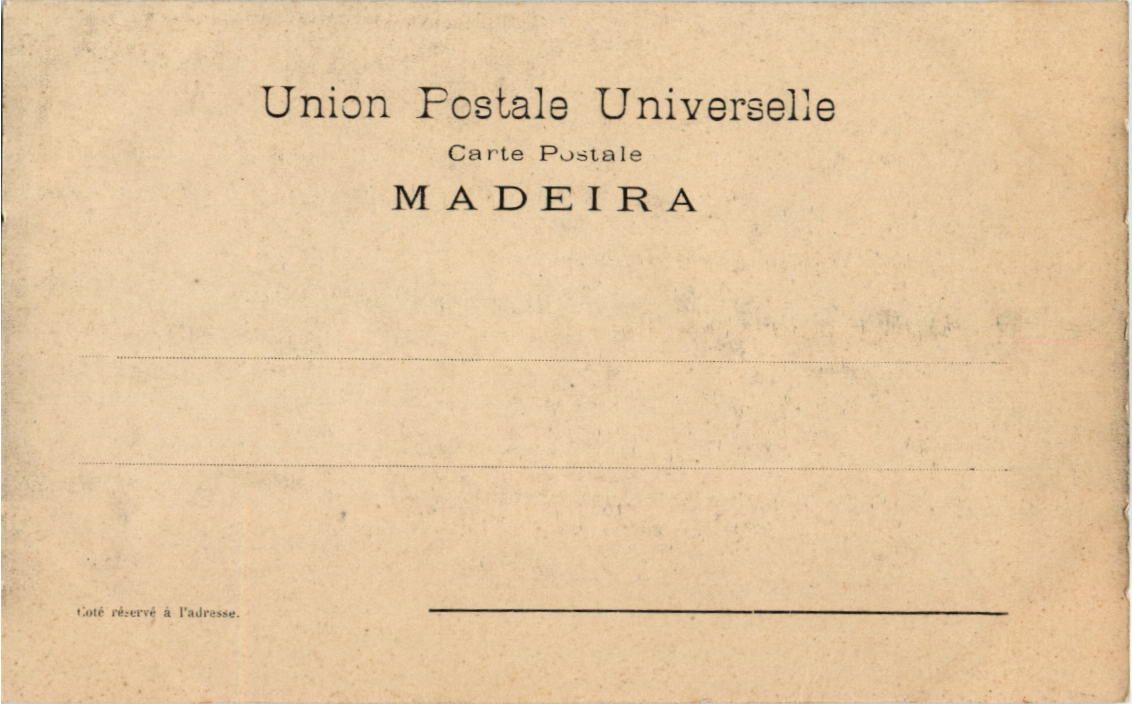 Union Postale Universelle
Carte Postale
MADEIRA
Coté réservé à l'adresse.